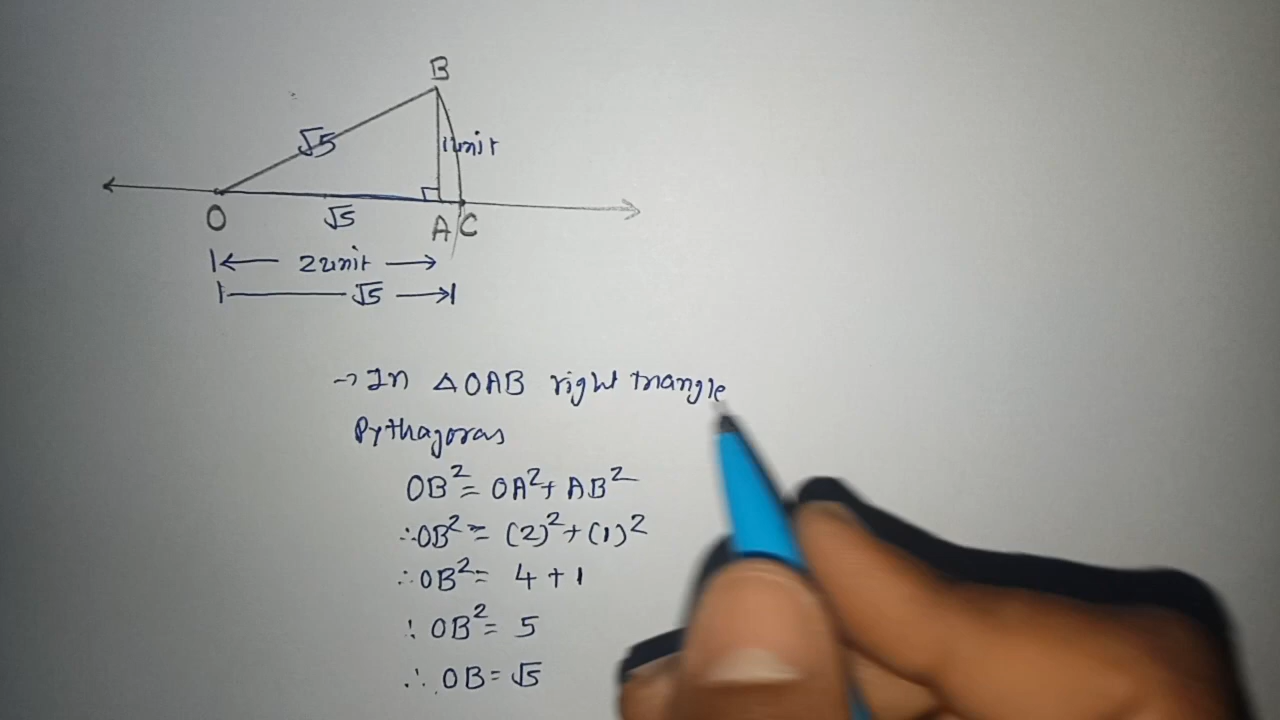 B
√5 1unit
O √5 A C
2unit
√5
→ In △OAB right triangle
Pythagoras
OB² = OA² + AB²
∴ OB² = (2)² + (1)²
∴ OB² = 4 + 1
∴ OB² = 5
∴ OB = √5